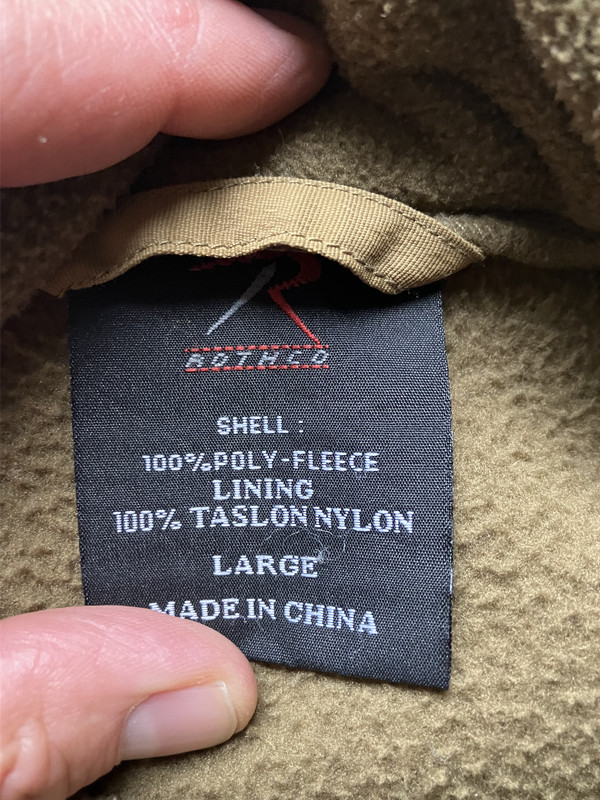 ROTHCO
SHELL :
100%POLY-FLEECE
LINING
100% TASLON NYLON
LARGE
MADE IN CHINA